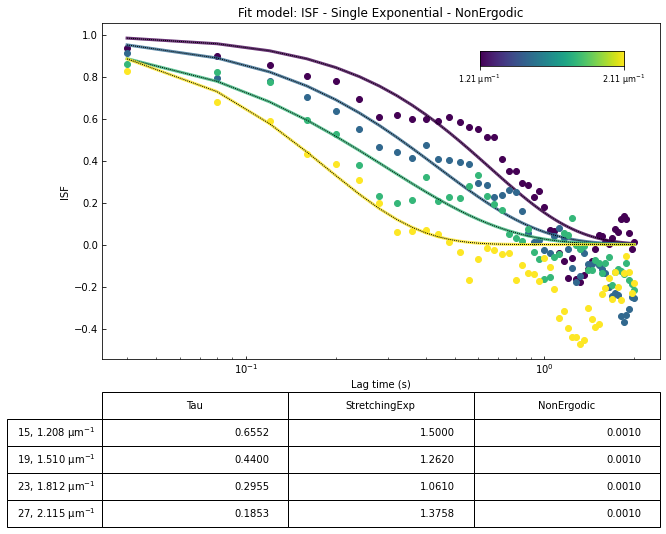 Fit model: ISF - Single Exponential - NonErgodic
1.0
0.8
0.6
0.4
0.2
0.0
−0.2
−0.4
ISF
1.21 μm⁻¹ 2.11 μm⁻¹
10⁻¹ 10⁰
Lag time (s)
Tau StretchingExp NonErgodic
15, 1.208 μm⁻¹ 0.6552 1.5000 0.0010
19, 1.510 μm⁻¹ 0.4400 1.2620 0.0010
23, 1.812 μm⁻¹ 0.2955 1.0610 0.0010
27, 2.115 μm⁻¹ 0.1853 1.3758 0.0010